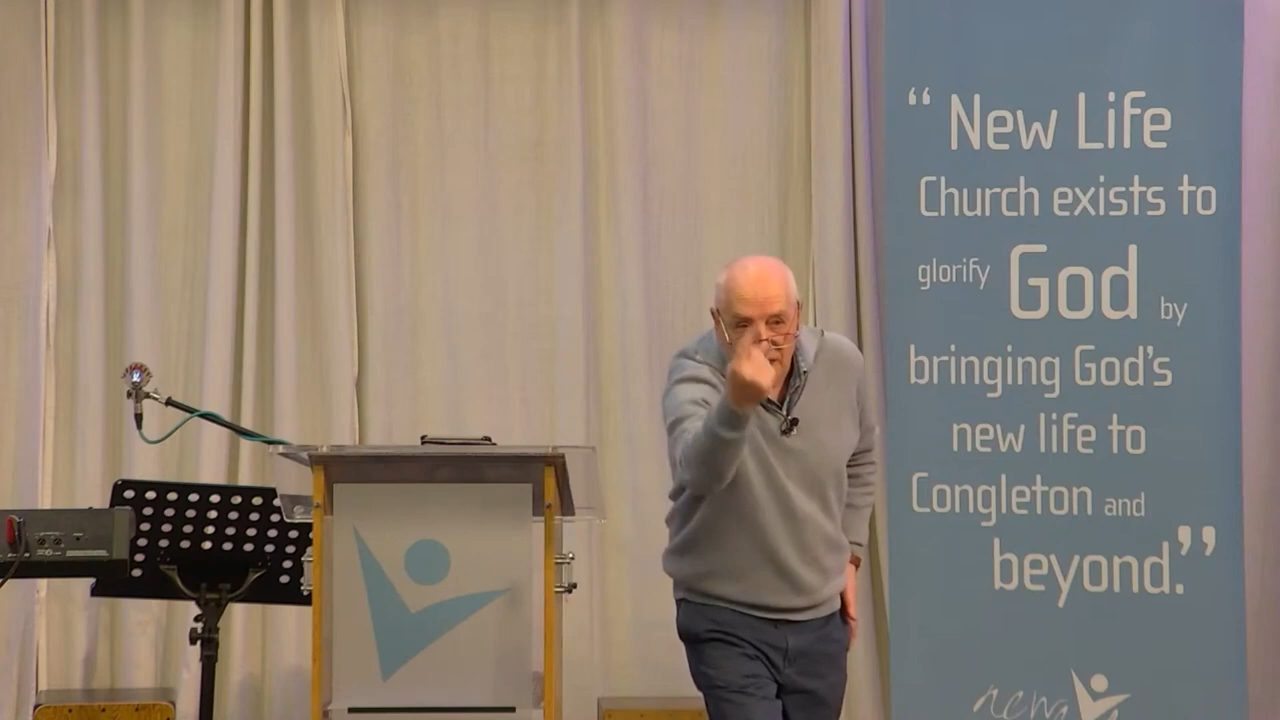 “ New Life
Church exists to
glorify God by
bringing God’s
new life to
Congleton and
beyond.”